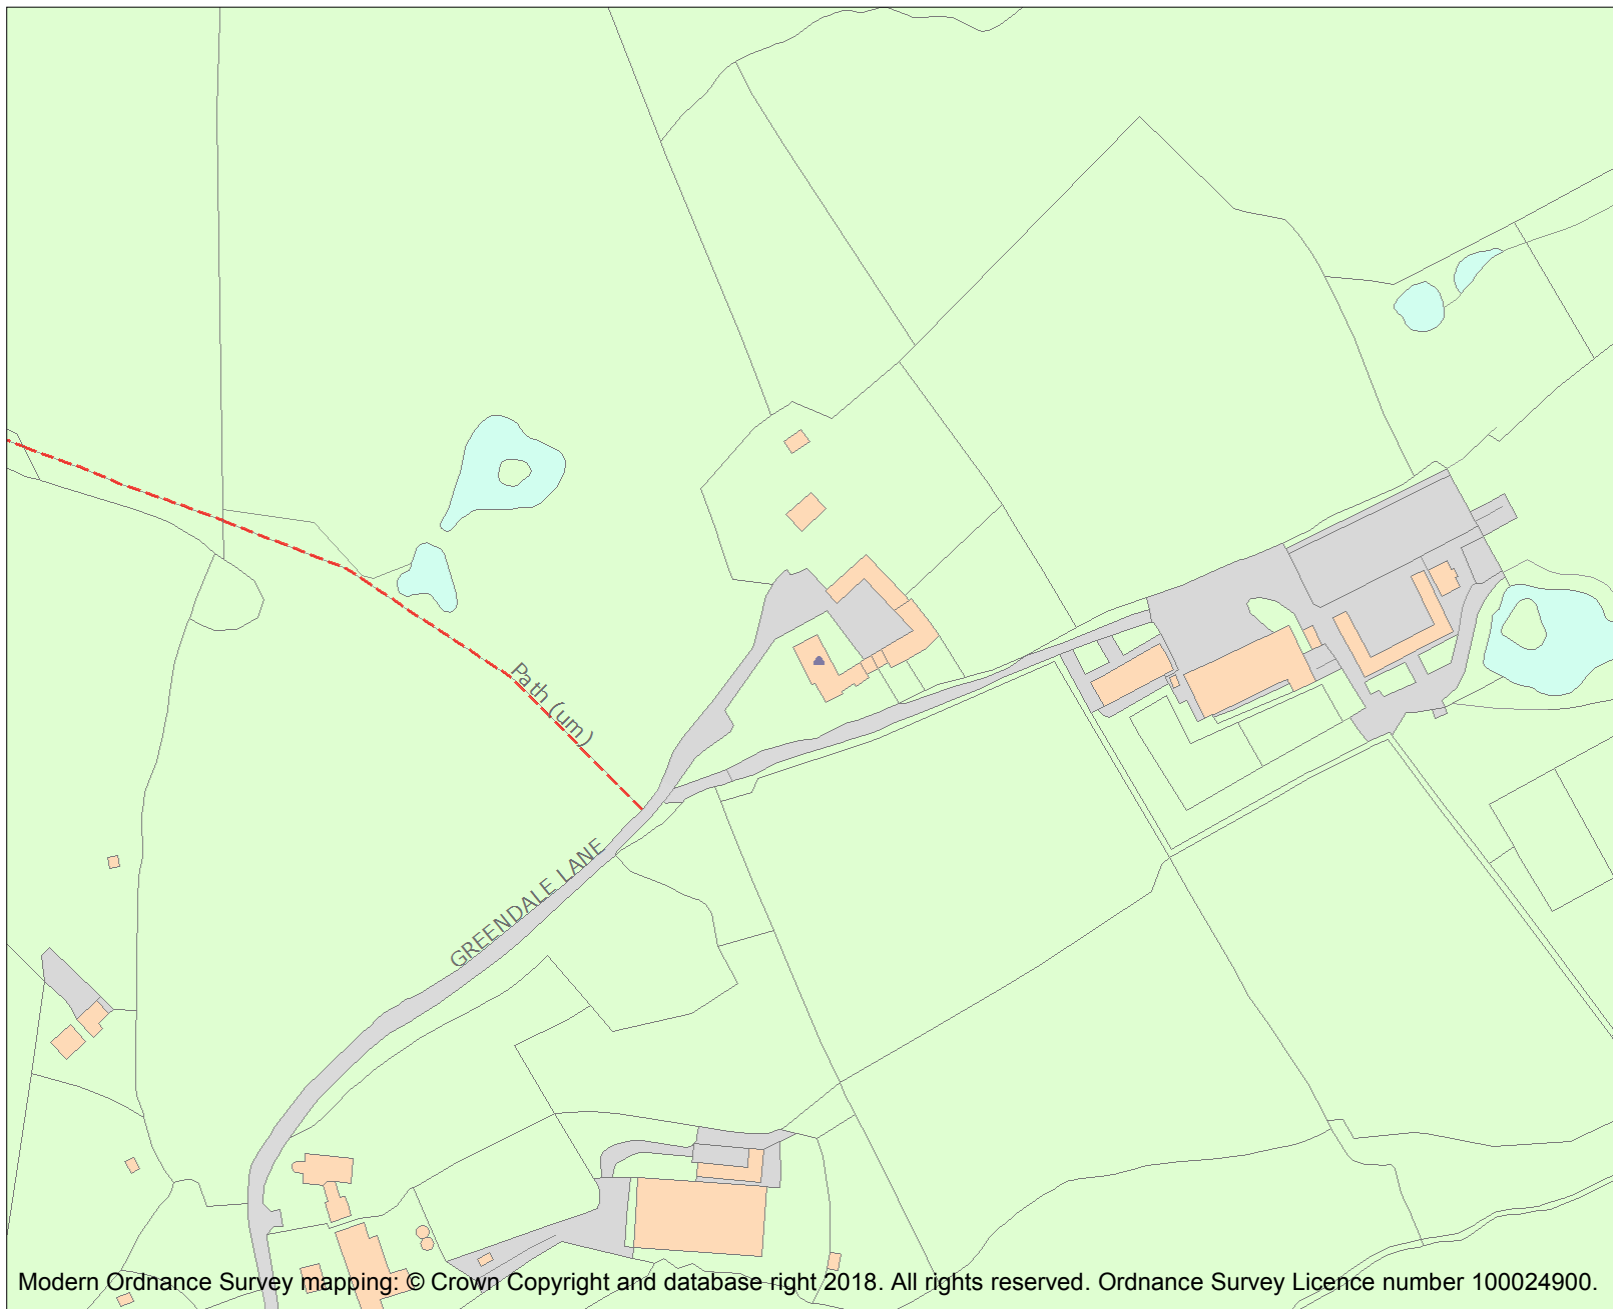 Path (um)
GREENDALE LANE
Modern Ordnance Survey mapping: © Crown Copyright and database right 2018. All rights reserved. Ordnance Survey Licence number 100024900.